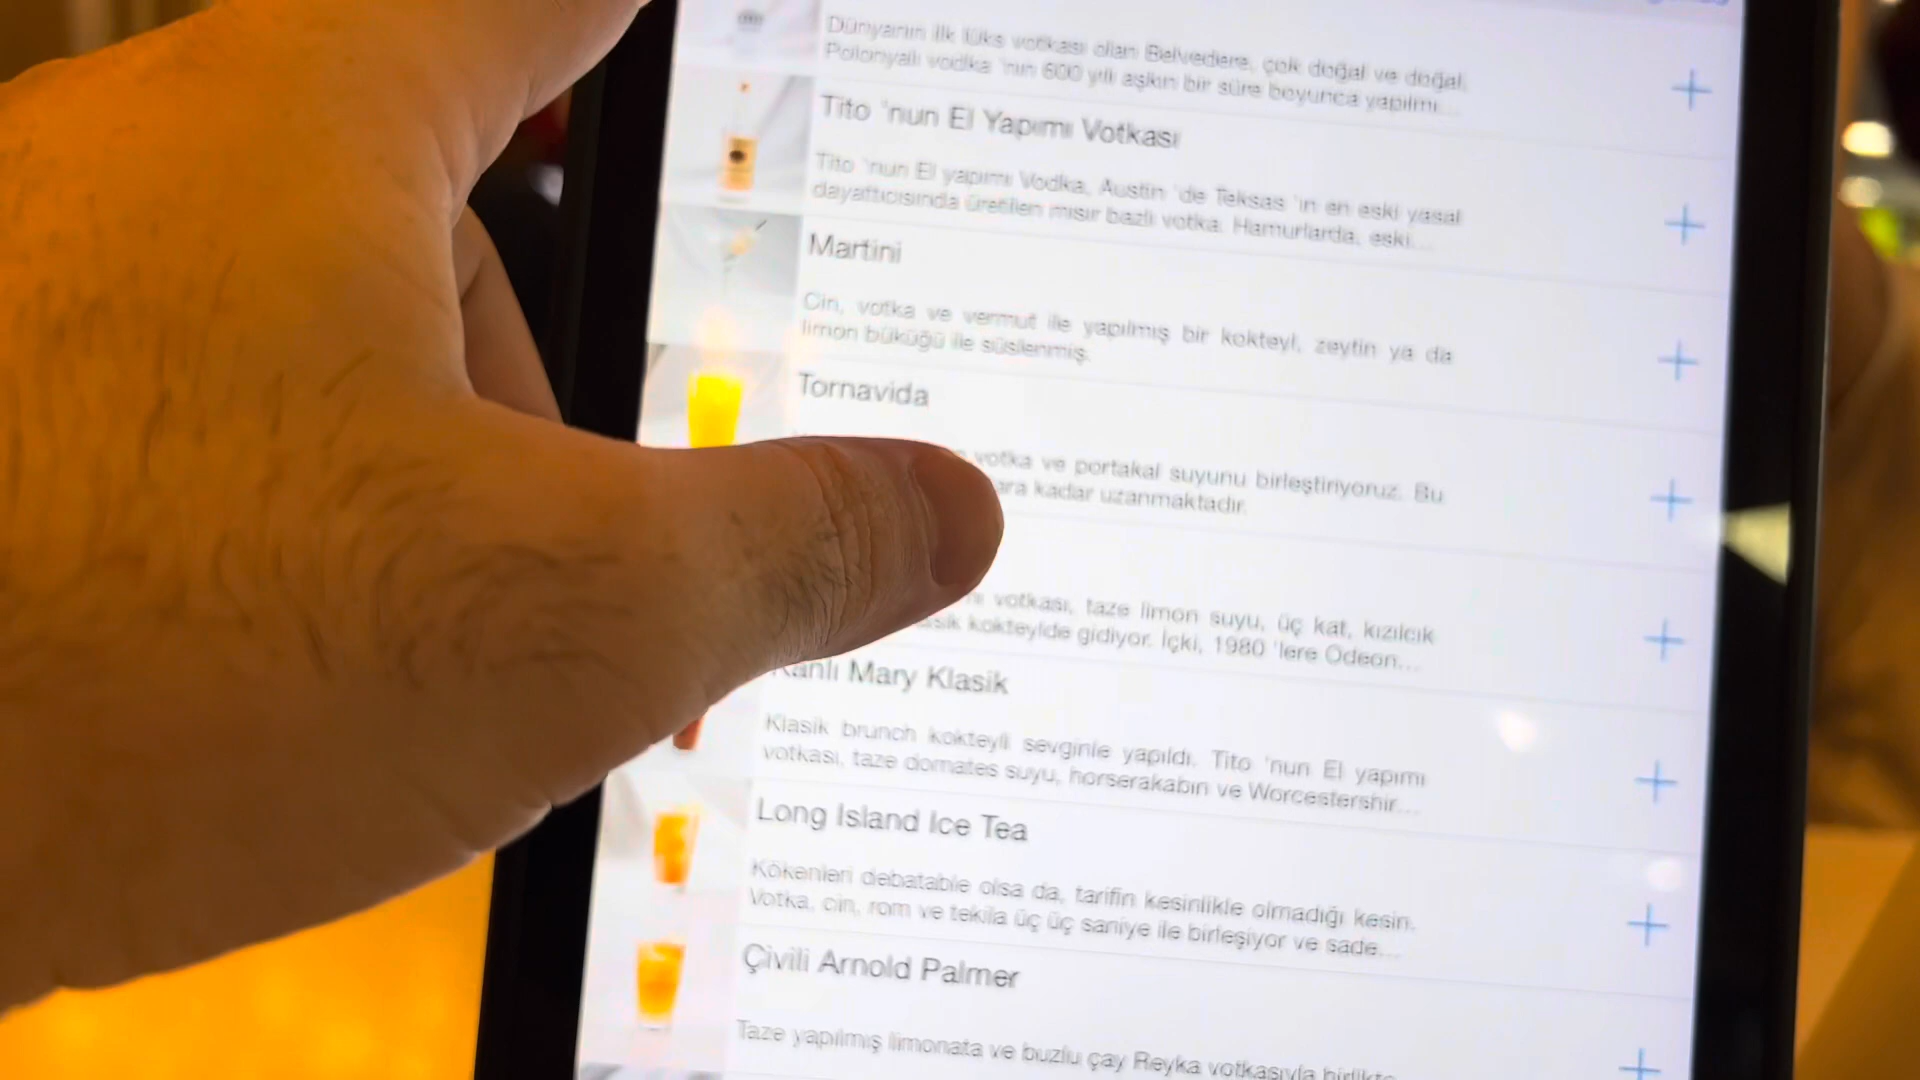 Dünyanın ilk lüks votkası olan Belvedere, çok doğal ve doğal,
Polonyalı vodka 'nın 600 yılı aşkın bir süre boyunca yapılmı...
Tito 'nun El Yapımı Votkası
Tito 'nun El yapımı Vodka, Austin 'de Teksas 'ın en eski yasal
dayaftıcısında üretilen mısır bazlı votka. Hamurlarda, eski...
Martini
Cin, votka ve vermut ile yapılmış bir kokteyl, zeytin ya da
limon büküğü ile süslenmiş.
Tornavida
votka ve portakal suyunu birleştiriyoruz. Bu
kadar uzanmaktadır.
votkası, taze limon suyu, üç kat, kızılcık
kokteylde gidiyor. İçki, 1980 'lere Odeon...
Kanlı Mary Klasik
Klasik brunch kokteyli sevginle yapıldı. Tito 'nun El yapımı
votkası, taze domates suyu, horserakabın ve Worcestershir...
Long Island Ice Tea
Kökenleri debatable olsa da, tarifin kesinlikle olmadığı kesin.
Votka, cin, rom ve tekila üç üç saniye ile birleşiyor ve sade...
Çivili Arnold Palmer
Taze yapılmış limonata ve buzlu çay Reyka votkasıyla birlikte